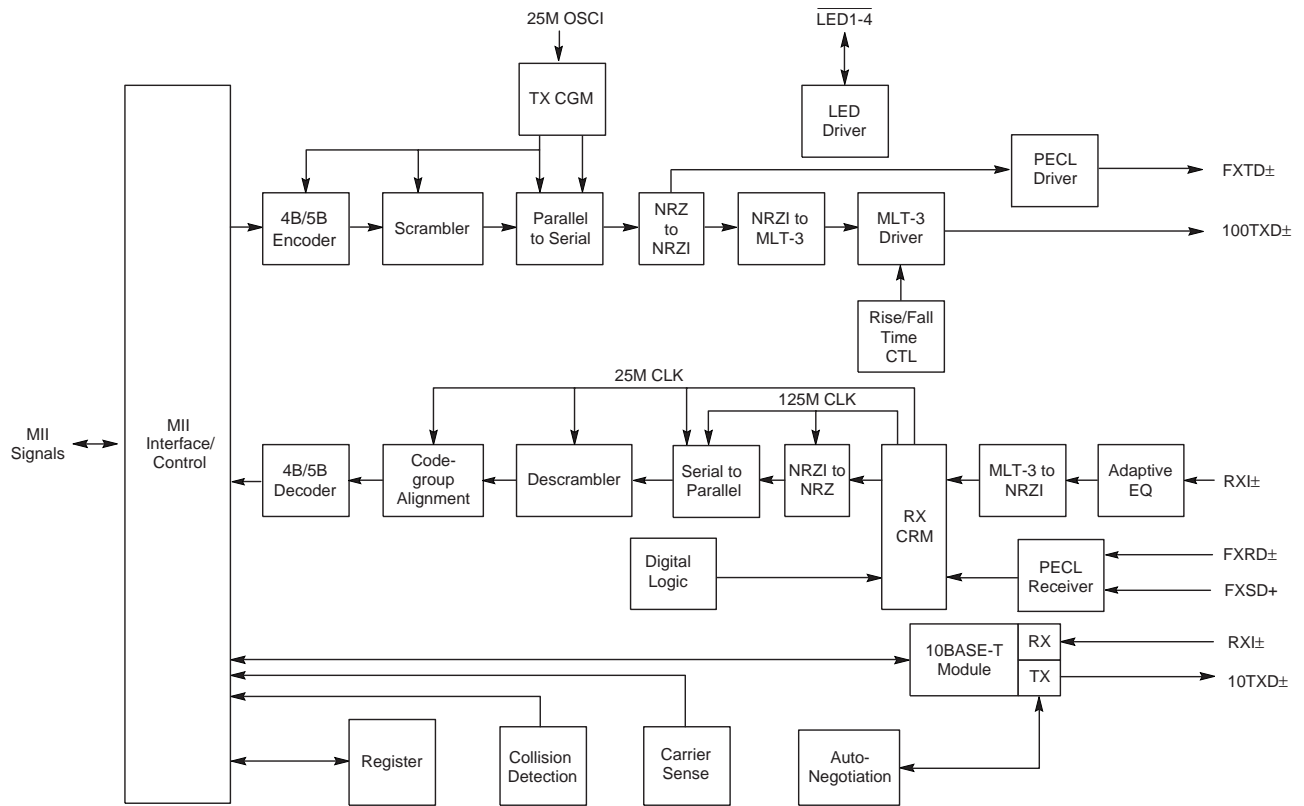 25M OSCI
LED1-4
TX CGM
LED
Driver
PECL
Driver
FXTD±
4B/5B
Encoder
Scrambler
Parallel
to Serial
NRZ
to
NRZI
NRZI to
MLT-3
MLT-3
Driver
100TXD±
Rise/Fall
Time
CTL
25M CLK
125M CLK
MII
Signals
MII
Interface/
Control
4B/5B
Decoder
Code-
group
Alignment
Descrambler
Serial to
Parallel
NRZI to
NRZ
RX
CRM
MLT-3 to
NRZI
Adaptive
EQ
RXI±
Digital
Logic
PECL
Receiver
FXRD±
FXSD+
10BASE-T
Module
RX
TX
RXI±
10TXD±
Register
Collision
Detection
Carrier
Sense
Auto-
Negotiation